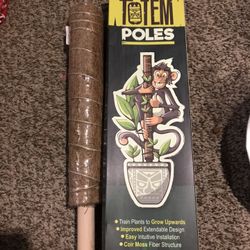 TOTEM
POLES
• Train Plants to Grow Upwards
• Improved Extendable Design
• Easy Intuitive Installation
• Coir Moss Fiber Structure